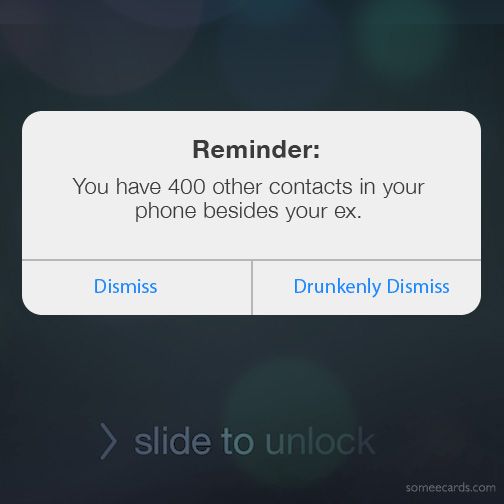 Reminder:
You have 400 other contacts in your
phone besides your ex.
Dismiss
Drunkenly Dismiss
slide to unlock
someecards.com